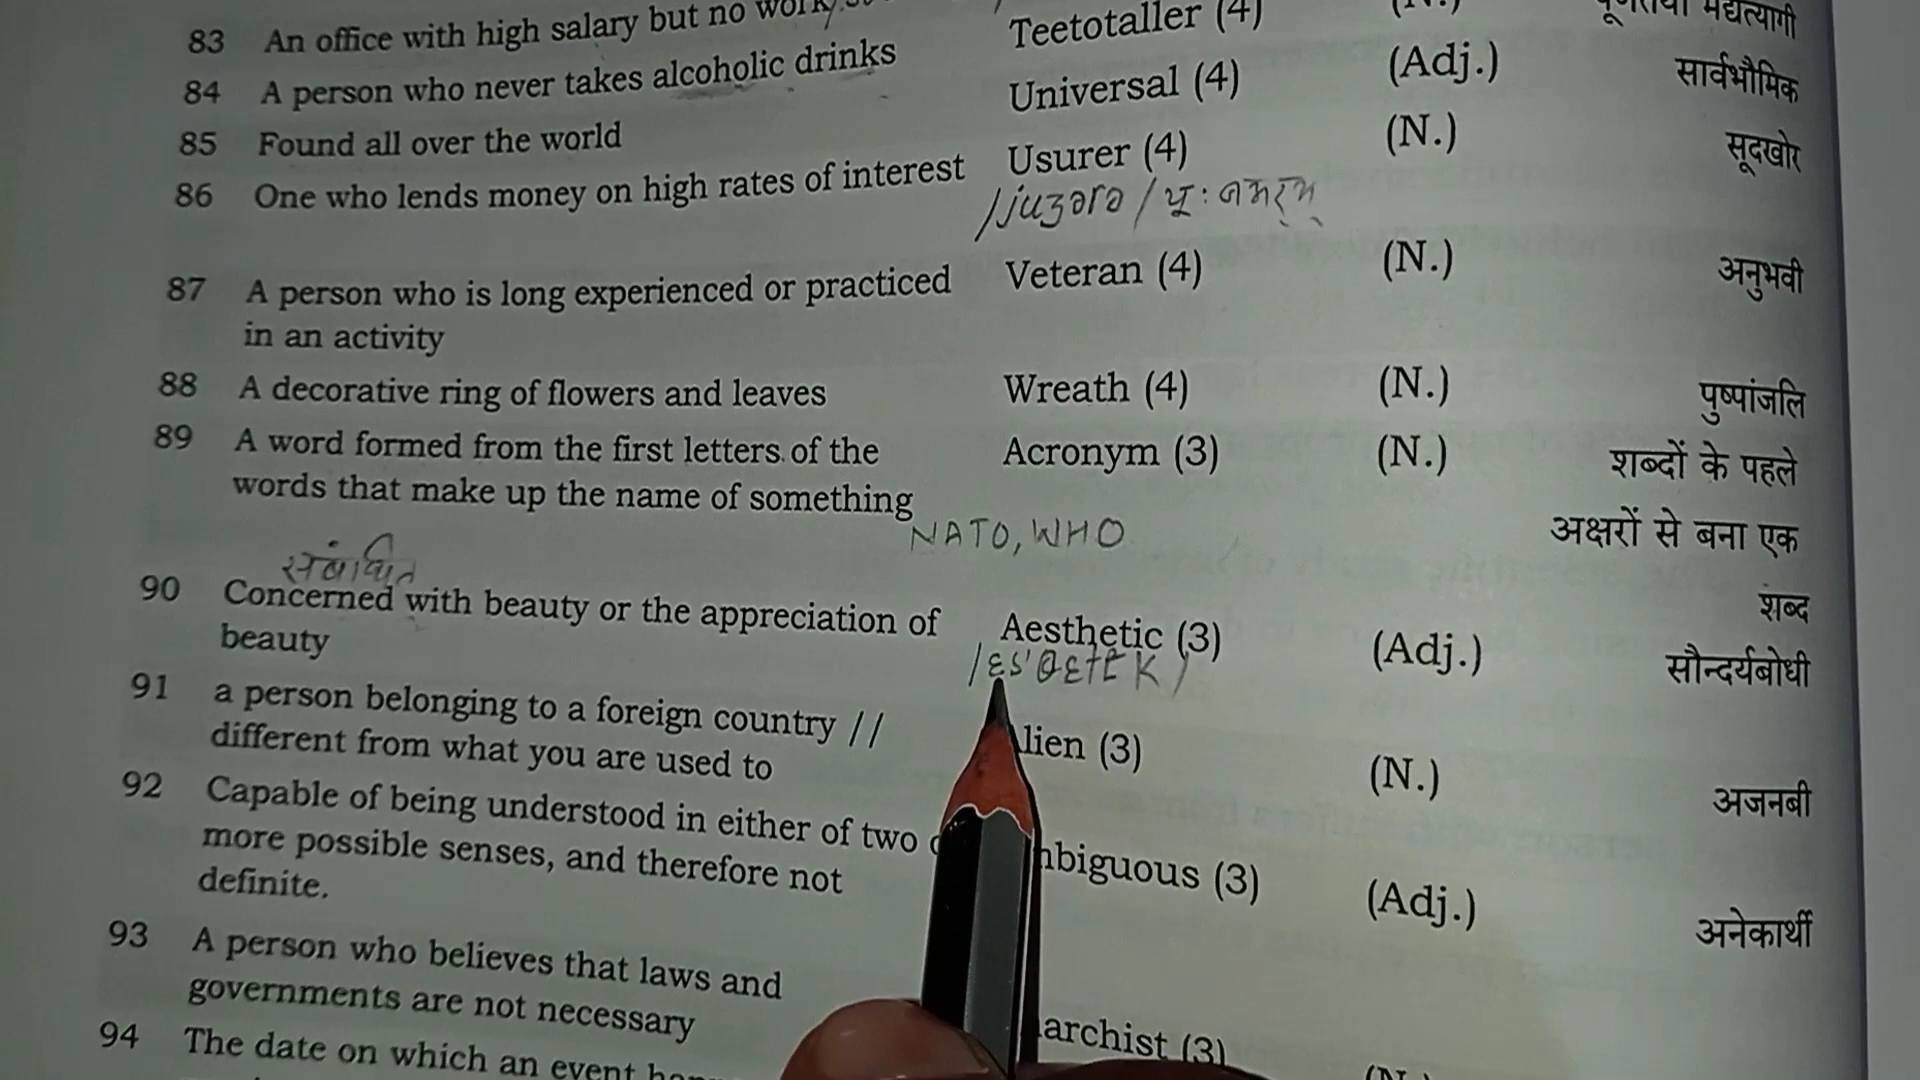 83 An office with high salary but no work
पूर्णतया मद्यत्यागी
84 A person who never takes alcoholic drinks Teetotaller (4) (N.)
85 Found all over the world Universal (4) (Adj.) सार्वभौमिक
86 One who lends money on high rates of interest Usurer (4) (N.) सूदखोर
/juʒərə/
87 A person who is long experienced or practiced Veteran (4) (N.) अनुभवी
in an activity
88 A decorative ring of flowers and leaves Wreath (4) (N.) पुष्पांजलि
89 A word formed from the first letters of the Acronym (3) (N.) शब्दों के पहले
words that make up the name of something अक्षरों से बना एक
NATO, WHO
शब्द
संबंधित
90 Concerned with beauty or the appreciation of Aesthetic (3) (Adj.) सौन्दर्यबोधी
beauty
/ɛsˈθɛtɪk/
91 a person belonging to a foreign country // lien (3) (N.) अजनबी
different from what you are used to
92 Capable of being understood in either of two biguous (3) (Adj.) अनेकार्थी
more possible senses, and therefore not
definite.
93 A person who believes that laws and archist (3)
governments are not necessary
94 The date on which an event